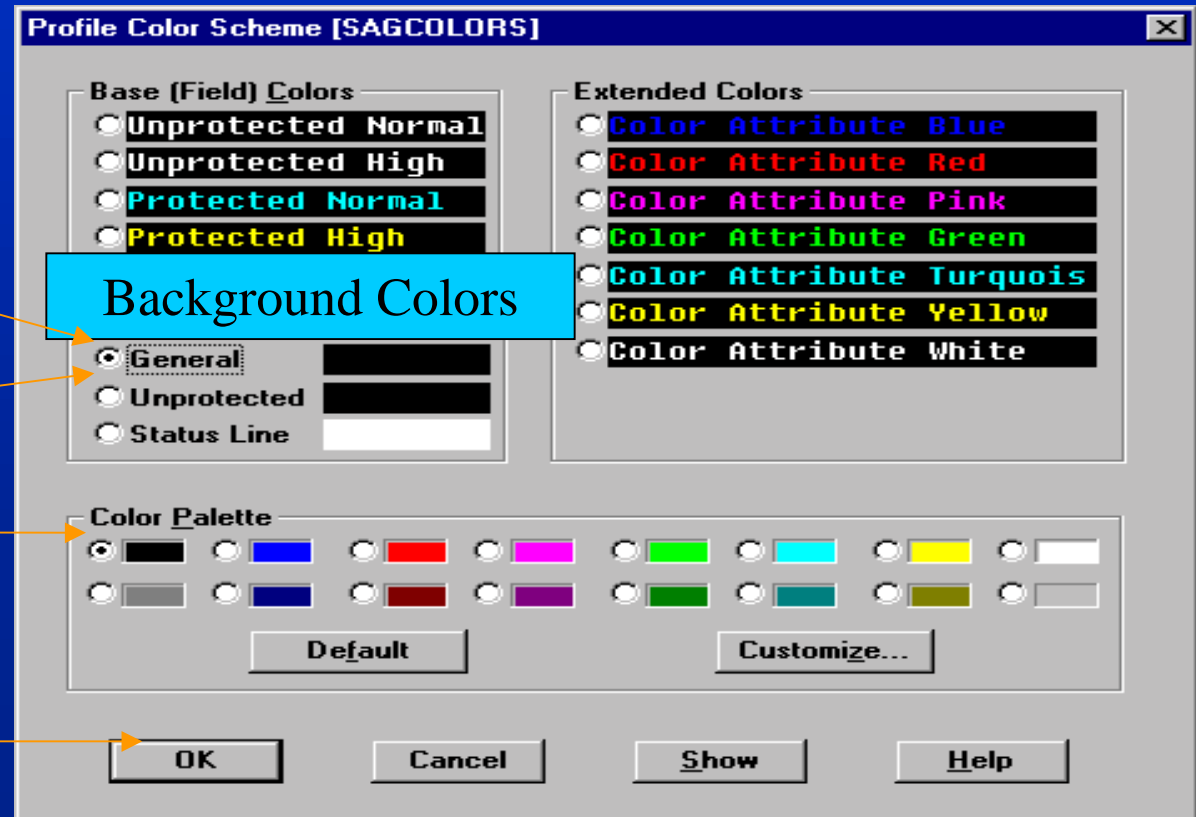 Profile Color Scheme [SAGCOLORS]
Base (Field) Colors
Unprotected Normal
Unprotected High
Protected Normal
Protected High
Background Colors
General
Unprotected
Status Line
Extended Colors
Color Attribute Blue
Color Attribute Red
Color Attribute Pink
Color Attribute Green
Color Attribute Turquois
Color Attribute Yellow
Color Attribute White
Color Palette
Default
Customize...
OK
Cancel
Show
Help